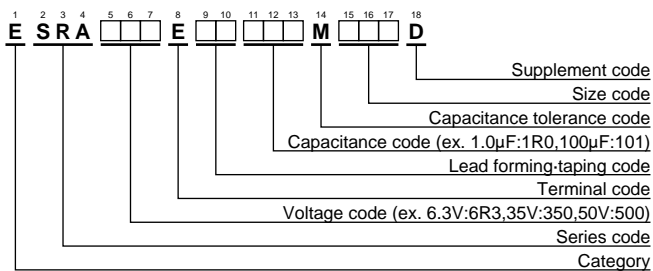 1 2 3 4 5 6 7 8 9 10 11 12 13 14 15 16 17 18
E SRA E M D
Supplement code
Size code
Capacitance tolerance code
Capacitance code (ex. 1.0µF:1R0,100µF:101)
Lead forming·taping code
Terminal code
Voltage code (ex. 6.3V:6R3,35V:350,50V:500)
Series code
Category